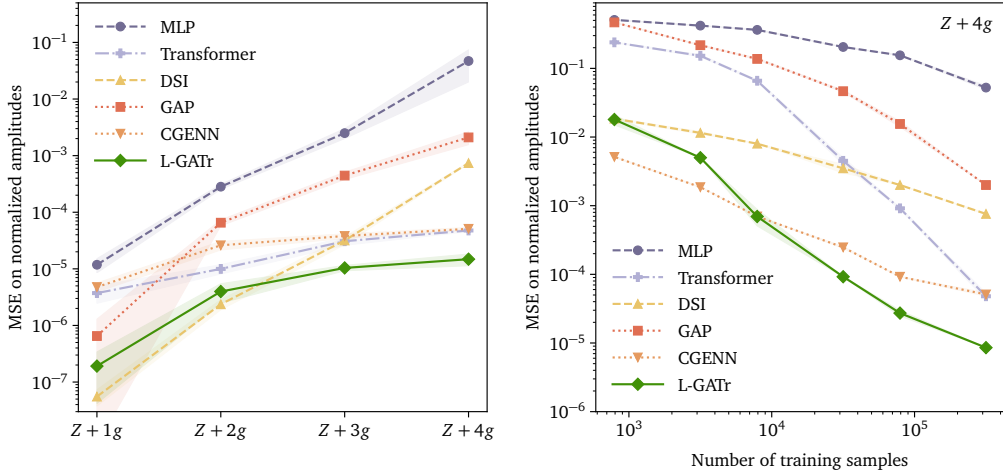 MSE on normalized amplitudes
10⁻¹
10⁻²
10⁻³
10⁻⁴
10⁻⁵
10⁻⁶
10⁻⁷
MLP
Transformer
DSI
GAP
CGENN
L-GATr
Z + 1g
Z + 2g
Z + 3g
Z + 4g
MSE on normalized amplitudes
10⁰
10⁻¹
10⁻²
10⁻³
10⁻⁴
10⁻⁵
10⁻⁶
Z + 4g
MLP
Transformer
DSI
GAP
CGENN
L-GATr
10³
10⁴
10⁵
Number of training samples